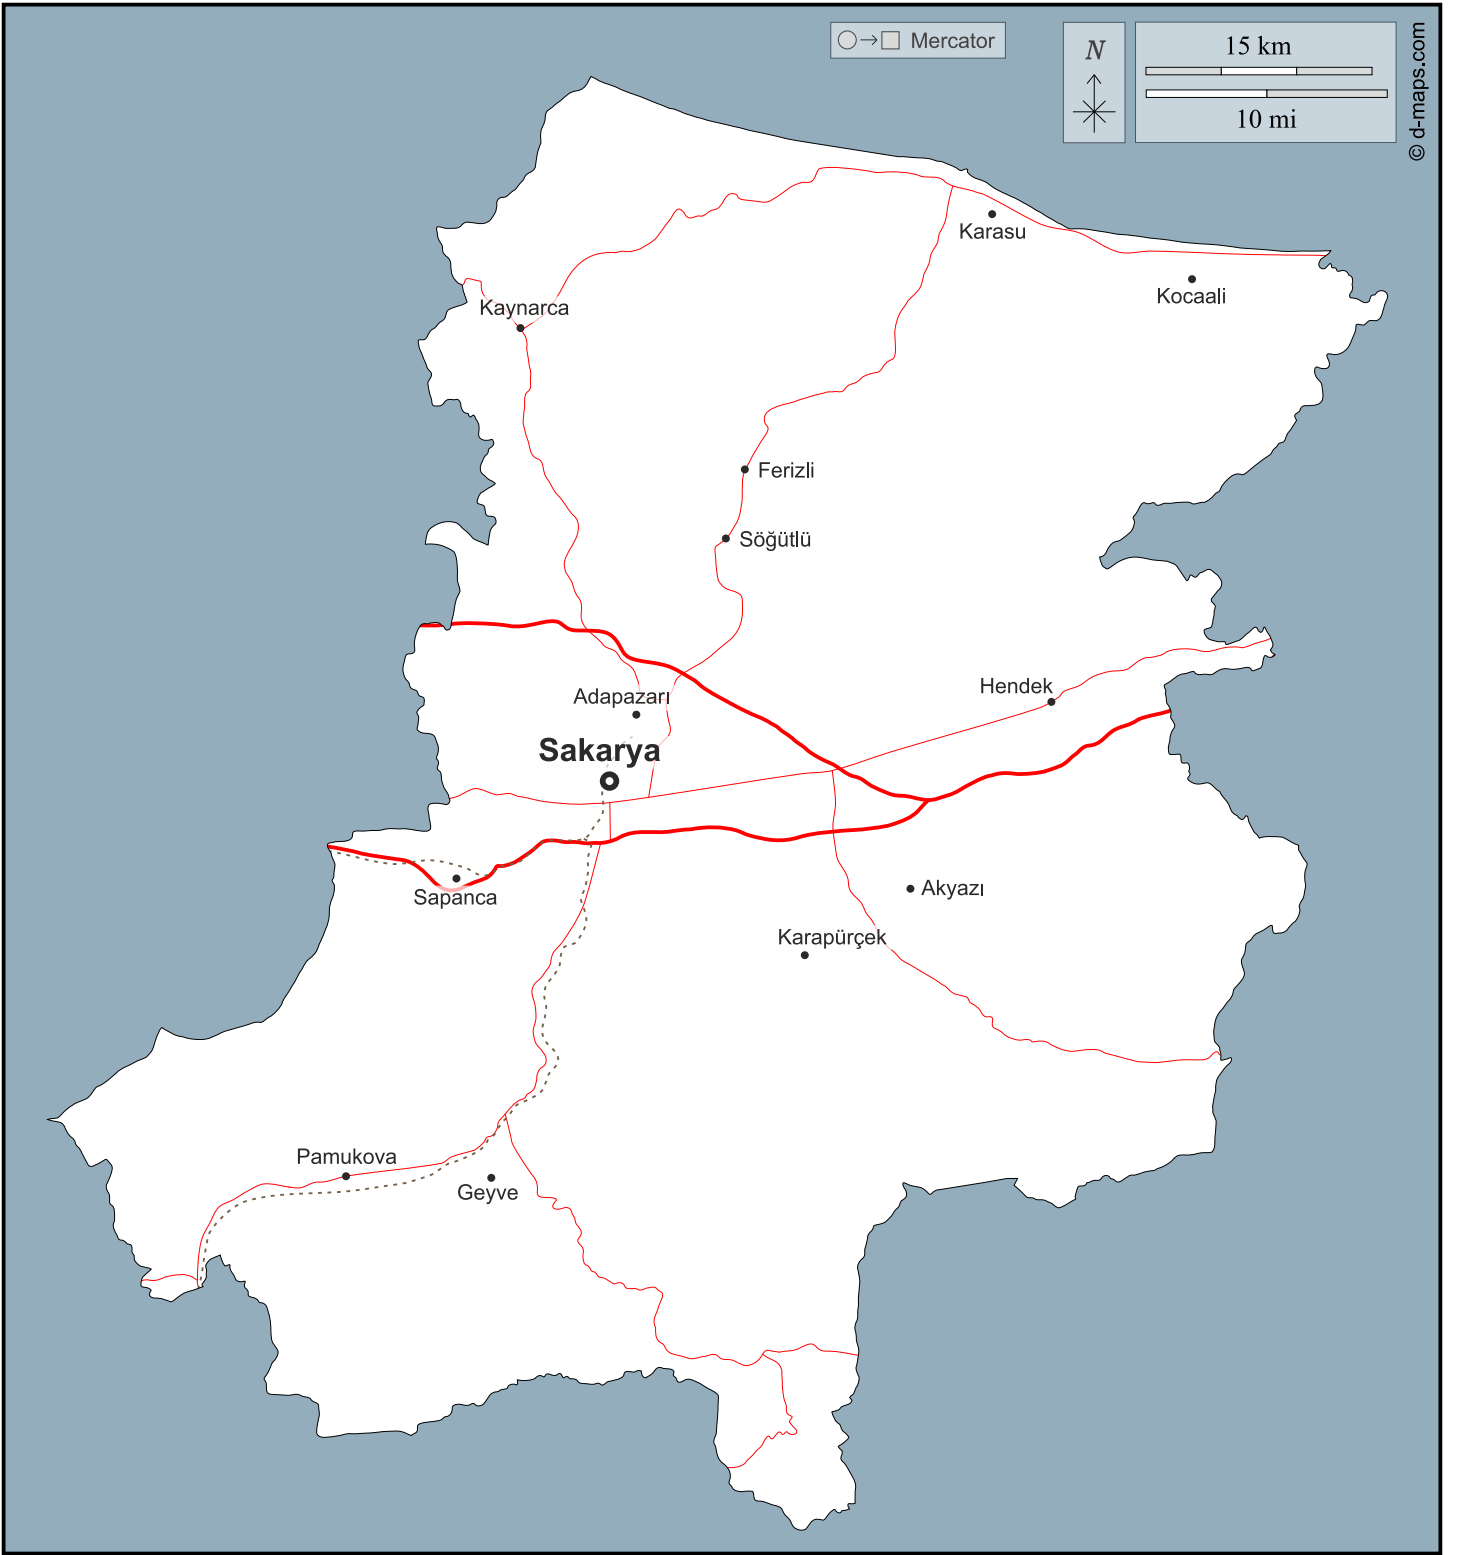 Mercator
N
15 km
10 mi
© d-maps.com
Karasu
Kocaali
Kaynarca
Ferizli
Söğütlü
Hendek
Adapazarı
Sakarya
Sapanca
Akyazı
Karapürçek
Pamukova
Geyve